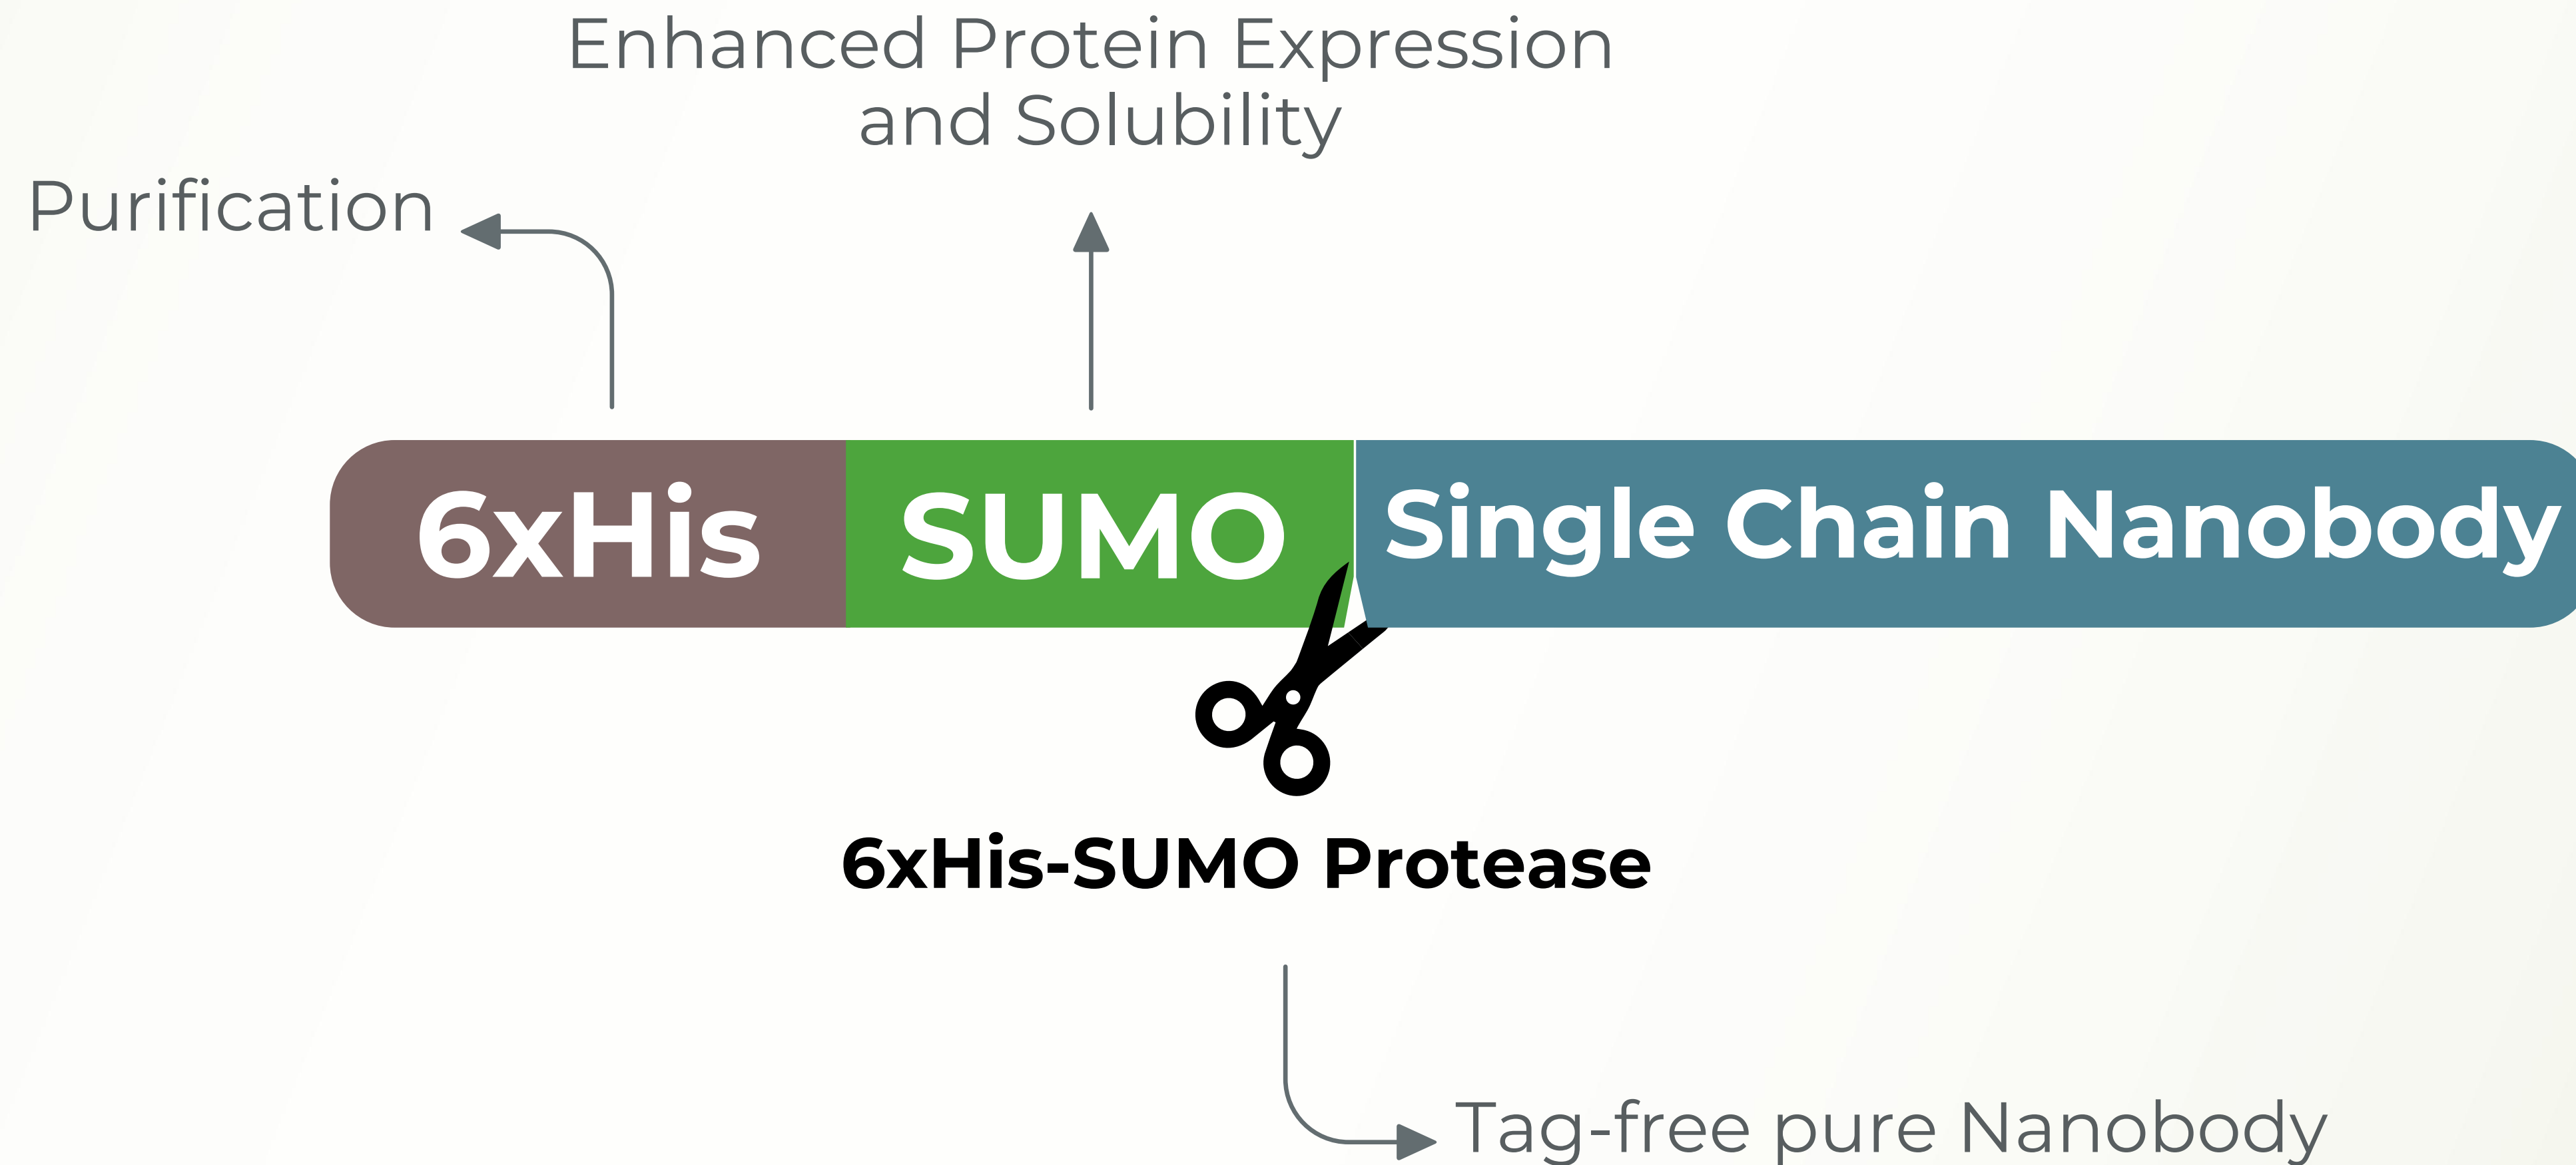 Enhanced Protein Expression
and Solubility
Purification
6xHis
SUMO
Single Chain Nanobody
6xHis-SUMO Protease
Tag-free pure Nanobody